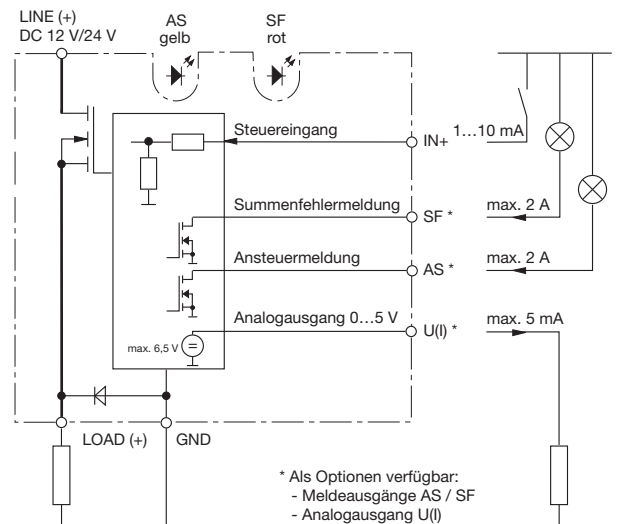 LINE (+)
DC 12 V/24 V
AS
gelb
SF
rot
Steuereingang
IN+
1...10 mA
Summenfehlermeldung
SF *
max. 2 A
Ansteuermeldung
AS *
max. 2 A
Analogausgang 0...5 V
U(I) *
max. 5 mA
max. 6,5 V
LOAD (+)
GND
* Als Optionen verfügbar:
- Meldeausgänge AS / SF
- Analogausgang U(I)